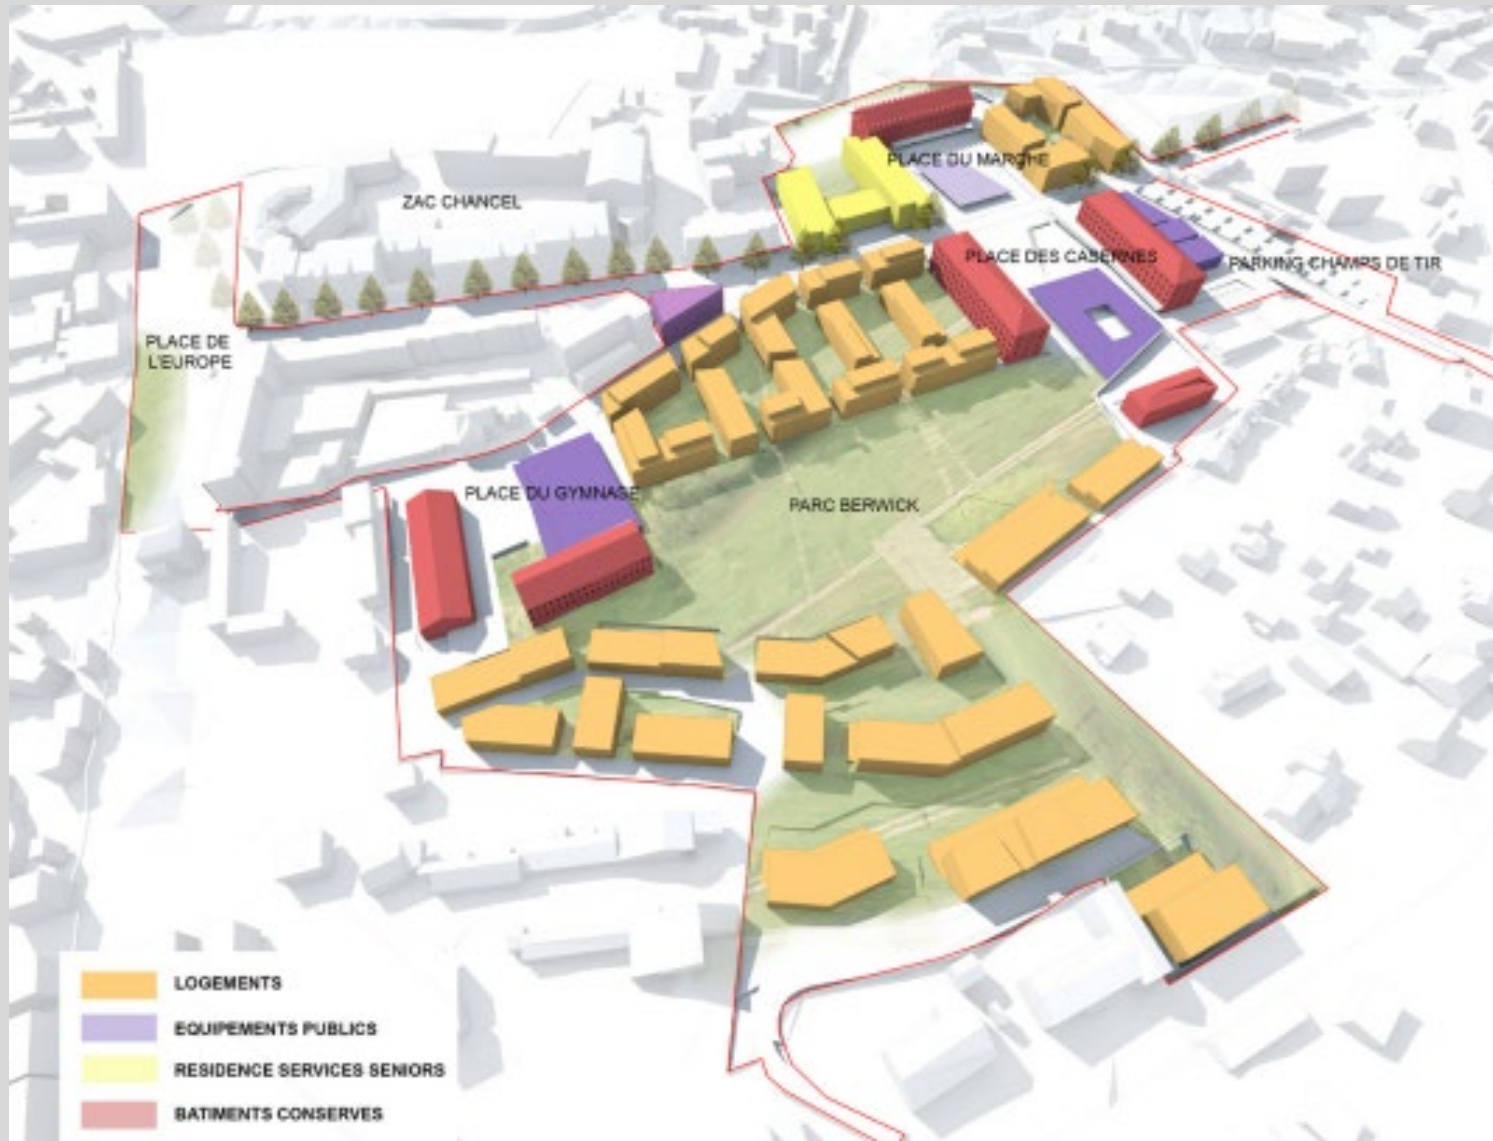 PLACE DU MARCHE
ZAC CHANCEL
PLACE DES CASERNES
PARKING CHAMPS DE TIR
PLACE DE
L'EUROPE
PLACE DU GYMNASE
PARC BERWICK
LOGEMENTS
EQUIPEMENTS PUBLICS
RESIDENCE SERVICES SENIORS
BATIMENTS CONSERVES